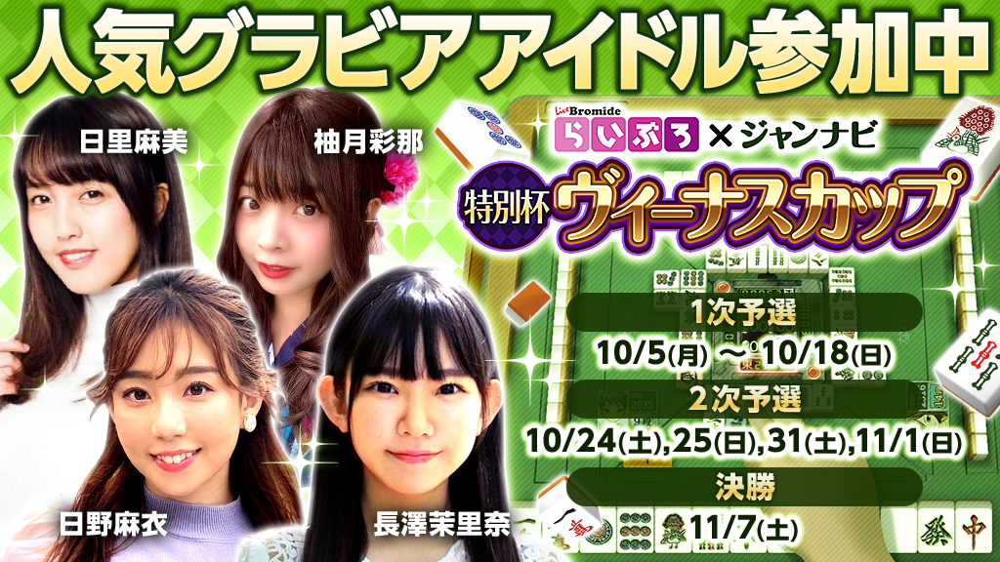 人気グラビアアイドル参加中
日里麻美
柚月彩那
日野麻衣
長澤茉里奈
LiveBromide
らいぶろ×ジャンナビ
特別杯 ヴィーナスカップ
1次予選
10/5(月) ～ 10/18(日)
2次予選
10/24(土),25(日),31(土),11/1(日)
決勝
11/7(土)
一
發
中